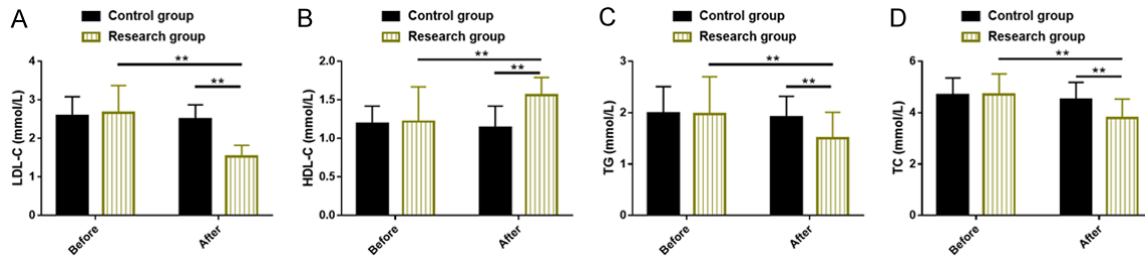 A
Control group
Research group
LDL-C (mmol/L)
4
3
2
1
0
**
**
Before
After
B
Control group
Research group
HDL-C (mmol/L)
2.0
1.5
1.0
0.5
0.0
**
**
Before
After
C
Control group
Research group
TG (mmol/L)
3
2
1
0
**
**
Before
After
D
Control group
Research group
TC (mmol/L)
6
4
2
0
**
**
Before
After